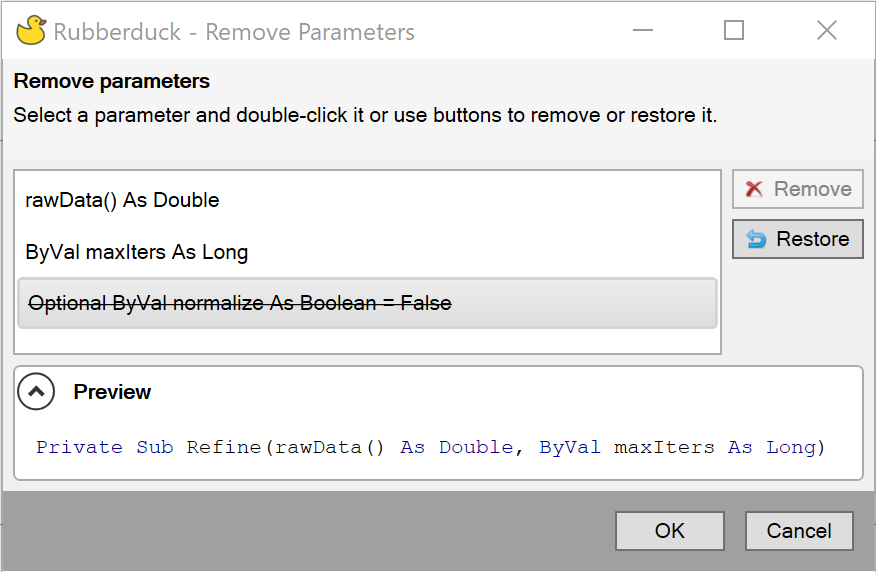 Rubberduck - Remove Parameters
Remove parameters
Select a parameter and double-click it or use buttons to remove or restore it.
rawData() As Double
Remove
Restore
ByVal maxIters As Long
Optional ByVal normalize As Boolean = False
Preview
Private Sub Refine(rawData() As Double, ByVal maxIters As Long)
OK
Cancel